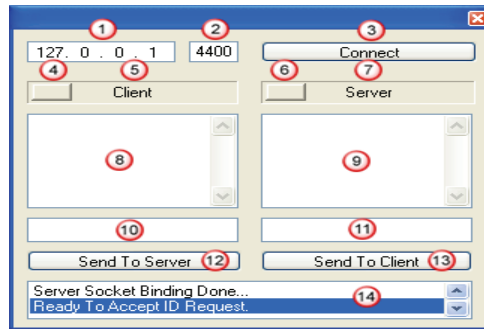 1 2 3
127. 0 . 0 . 1 4400 Connect
4 5 6 7
Client Server
8 9
10 11
Send To Server 12 Send To Client 13
Server Socket Binding Done... 14
Ready To Accept ID Request.